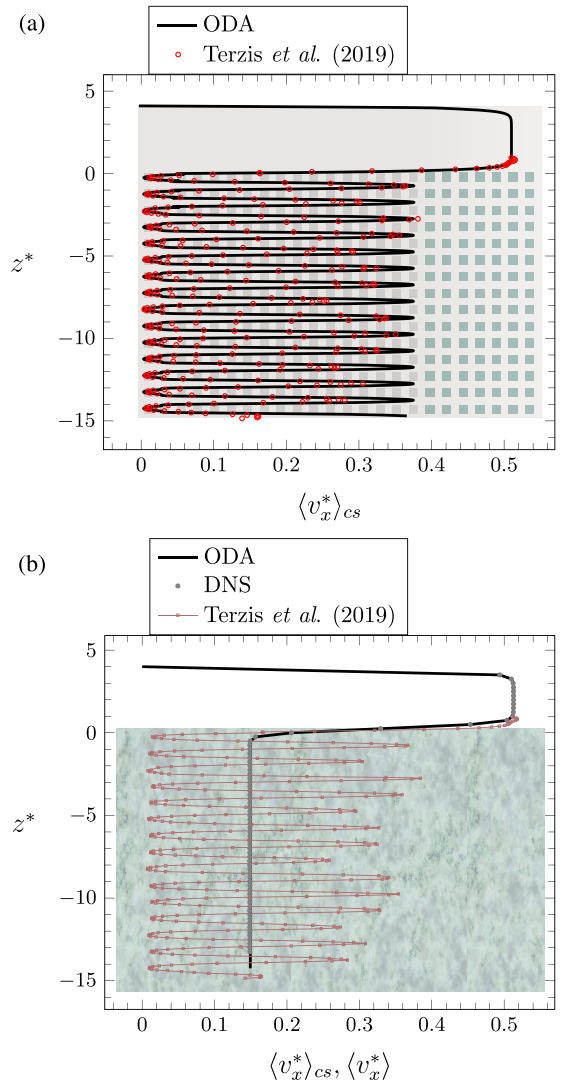 (a)
ODA
Terzis et al. (2019)
5
0
−5
−10
−15
z*
0 0.1 0.2 0.3 0.4 0.5
⟨v*x⟩cs
(b)
ODA
DNS
Terzis et al. (2019)
5
0
−5
−10
−15
z*
0 0.1 0.2 0.3 0.4 0.5
⟨v*x⟩cs, ⟨v*x⟩